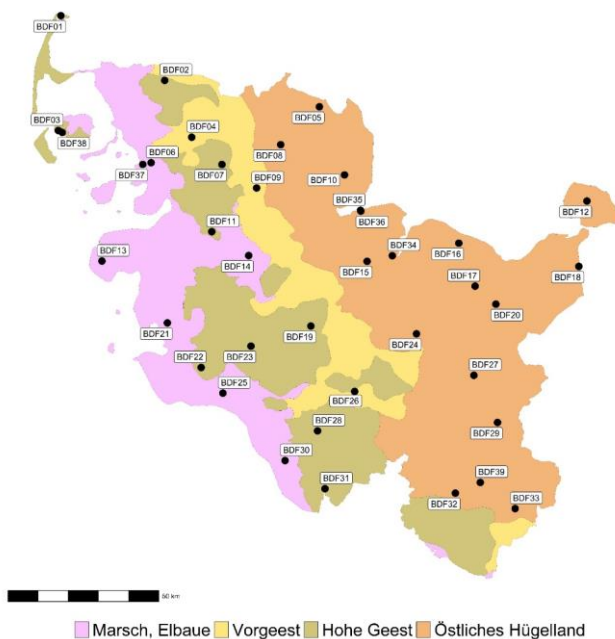 BDF01
BDF02
BDF05
BDF03
BDF04
BDF38
BDF08
BDF06
BDF37
BDF07
BDF09
BDF10
BDF35
BDF12
BDF36
BDF11
BDF34
BDF16
BDF13
BDF14
BDF15
BDF18
BDF17
BDF20
BDF21
BDF19
BDF24
BDF22
BDF23
BDF27
BDF25
BDF26
BDF28
BDF29
BDF30
BDF31
BDF39
BDF32
BDF33
50 km
Marsch, Elbaue Vorgeest Hohe Geest Östliches Hügelland